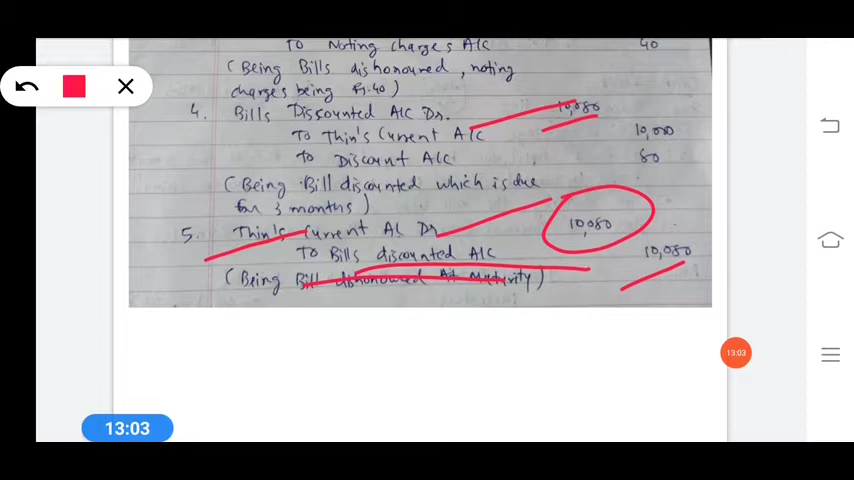 To Noting charges A/C 40
(Being Bills dishonoured, noting
charges being ₹.40)
4. Bills Discounted A/C Dr. 10,080
To Thin's Current A/C 10,000
To Discount A/C 80
(Being Bill discounted which is due
for 3 months)
5. Thin's Current A/C Dr 10,080
To Bills discounted A/C 10,080
(Being Bill dishonoured At Maturity)
13:03
13:03